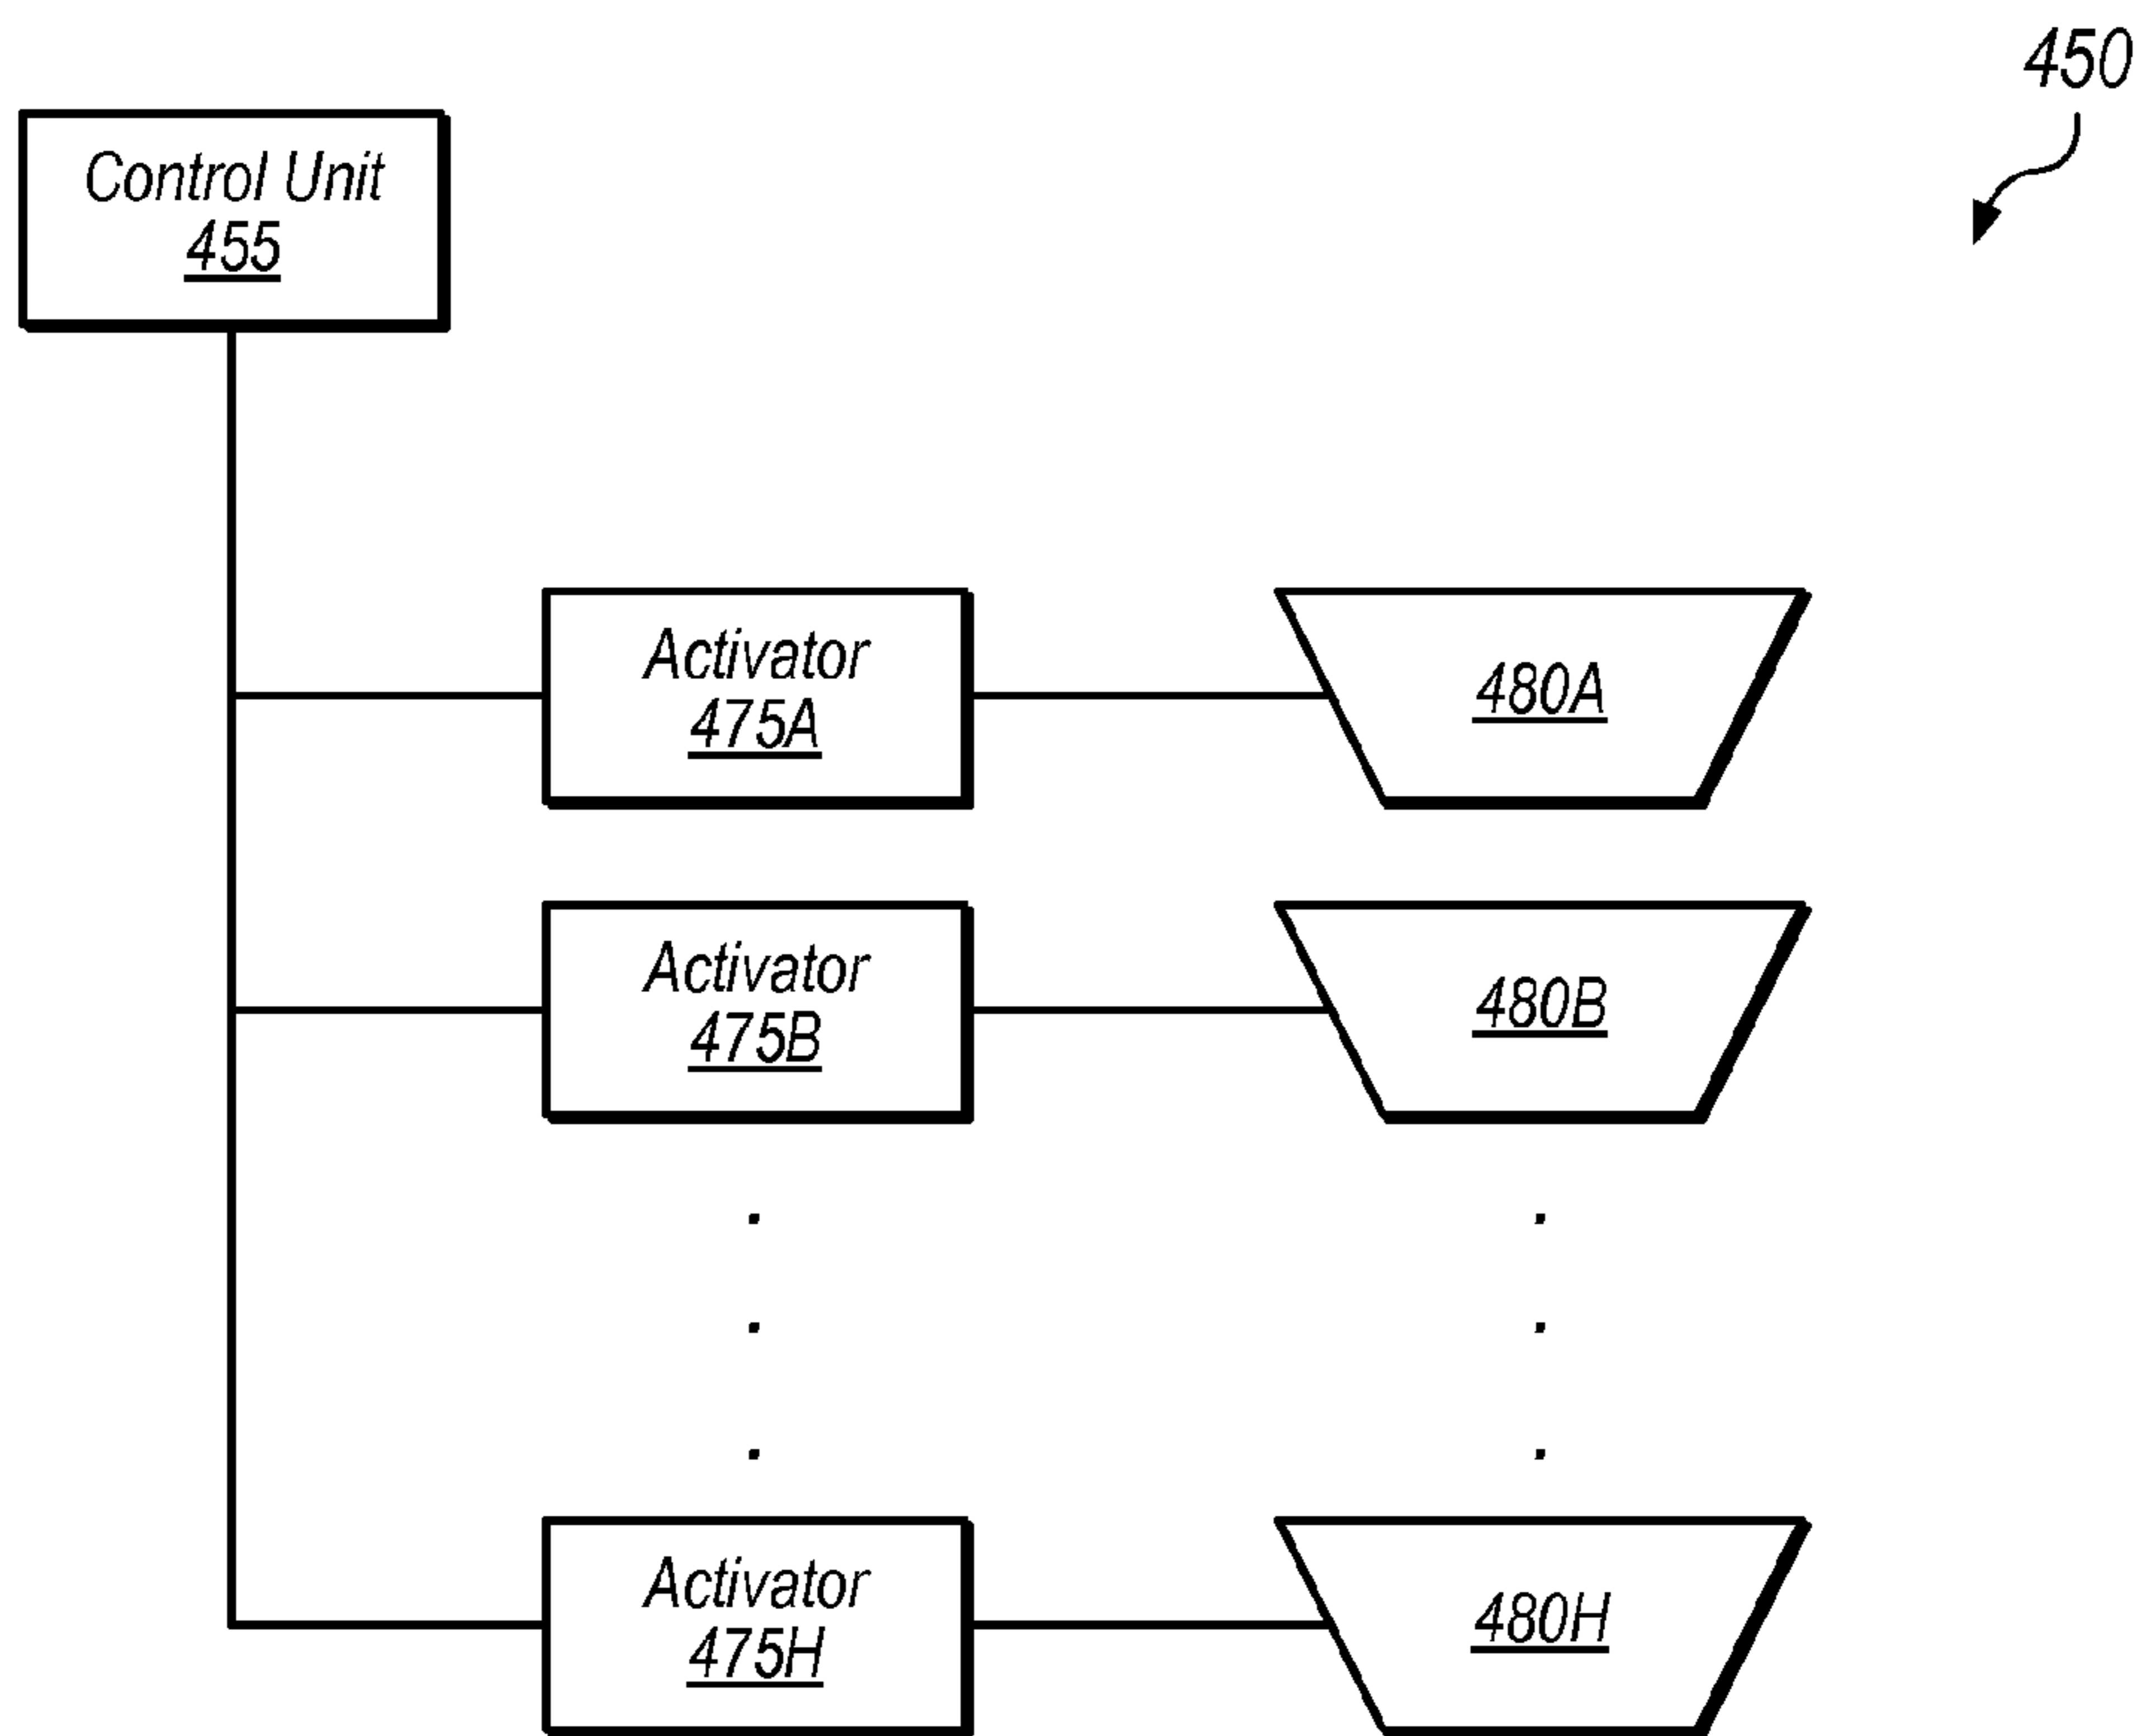 450
Control Unit
455
Activator
475A
480A
Activator
475B
480B
Activator
475H
480H